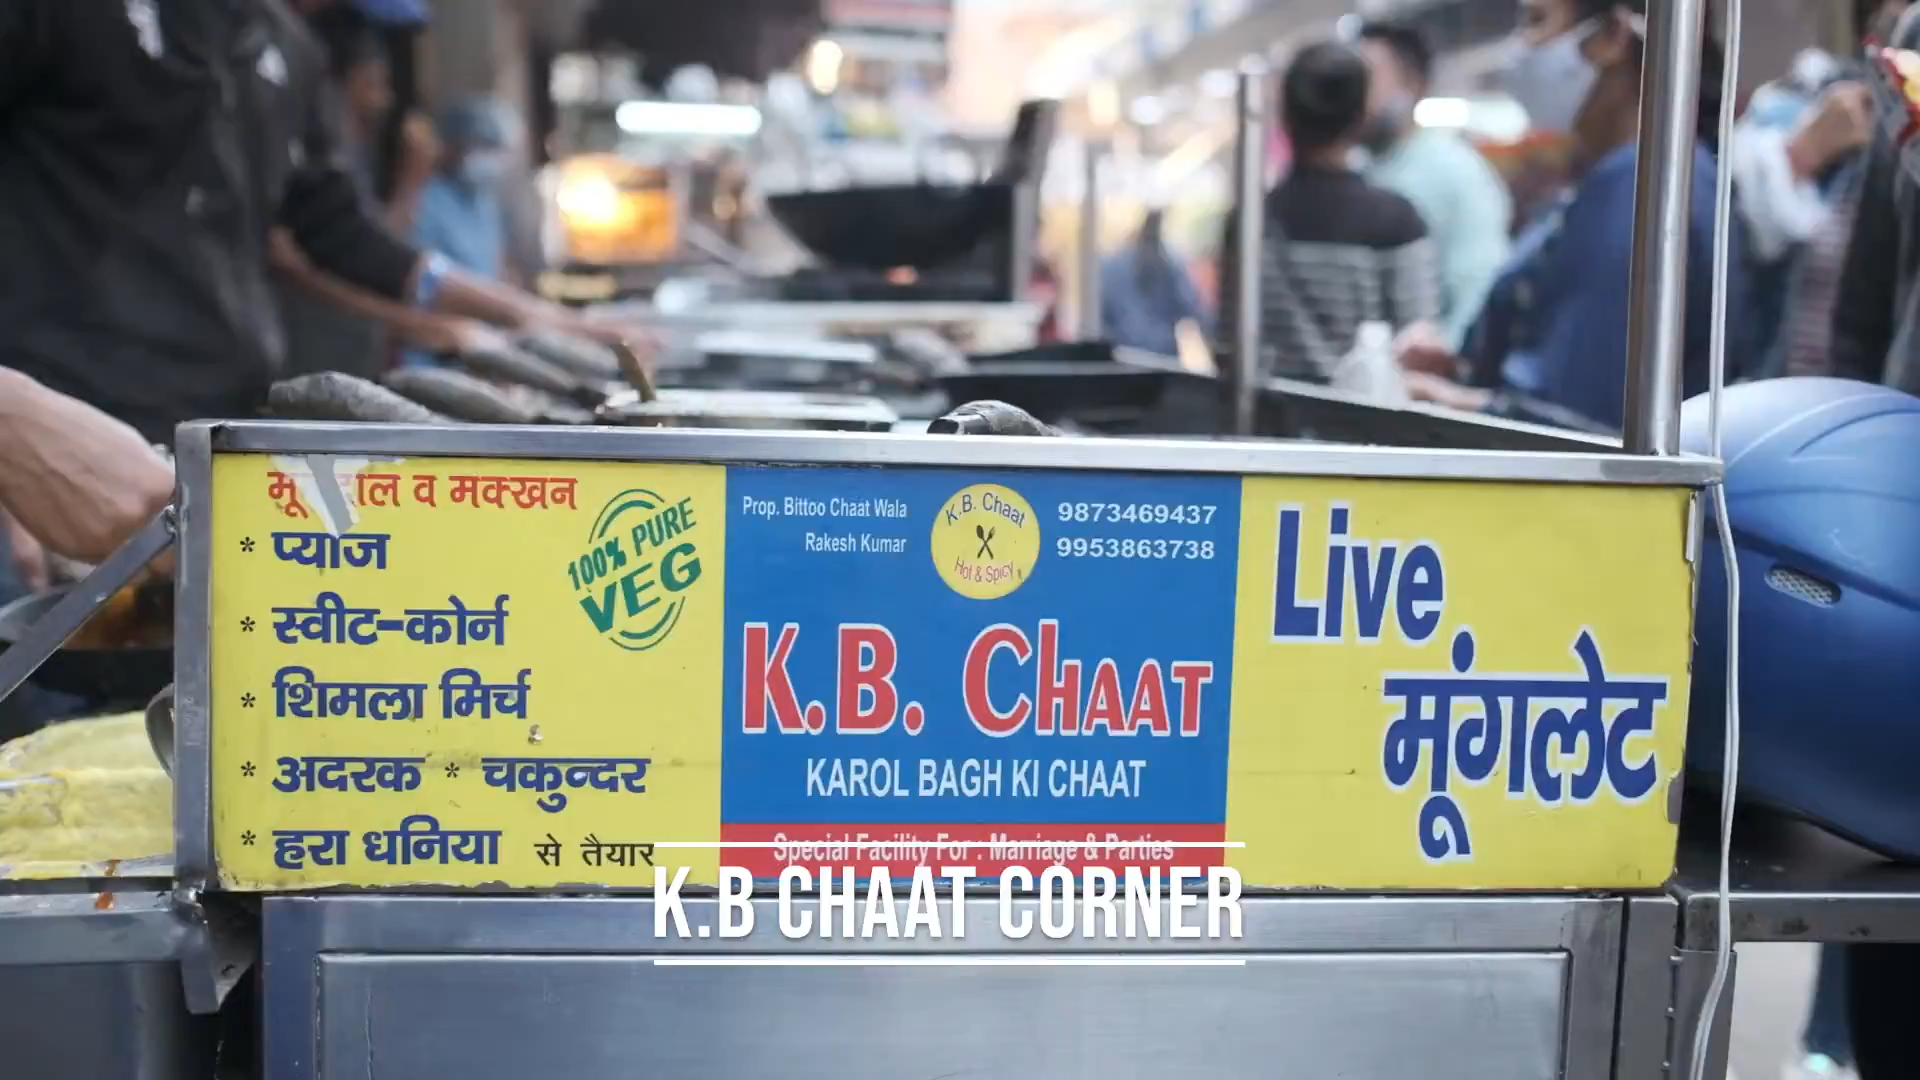 व मक्खन
* प्याज
* स्वीट-कोर्न
* शिमला मिर्च
* अदरक * चकुन्दर
* हरा धनिया से तैयार
100% PURE
VEG
Prop. Bittoo Chaat Wala
Rakesh Kumar
K.B. Chaat
Hot & Spicy
9873469437
9953863738
K.B. CHAAT
KAROL BAGH KI CHAAT
Special Facility For : Marriage & Parties
Live
मूंगलेट
K.B CHAAT CORNER